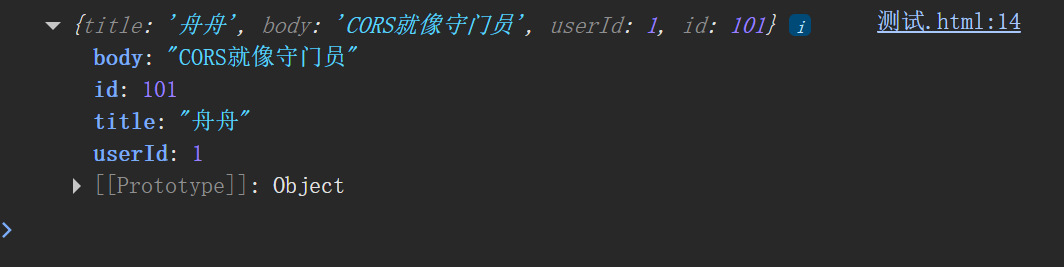 {title: '舟舟', body: 'CORS就像守门员', userId: 1, id: 101} i 测试.html:14
body: "CORS就像守门员"
id: 101
title: "舟舟"
userId: 1
[[Prototype]]: Object